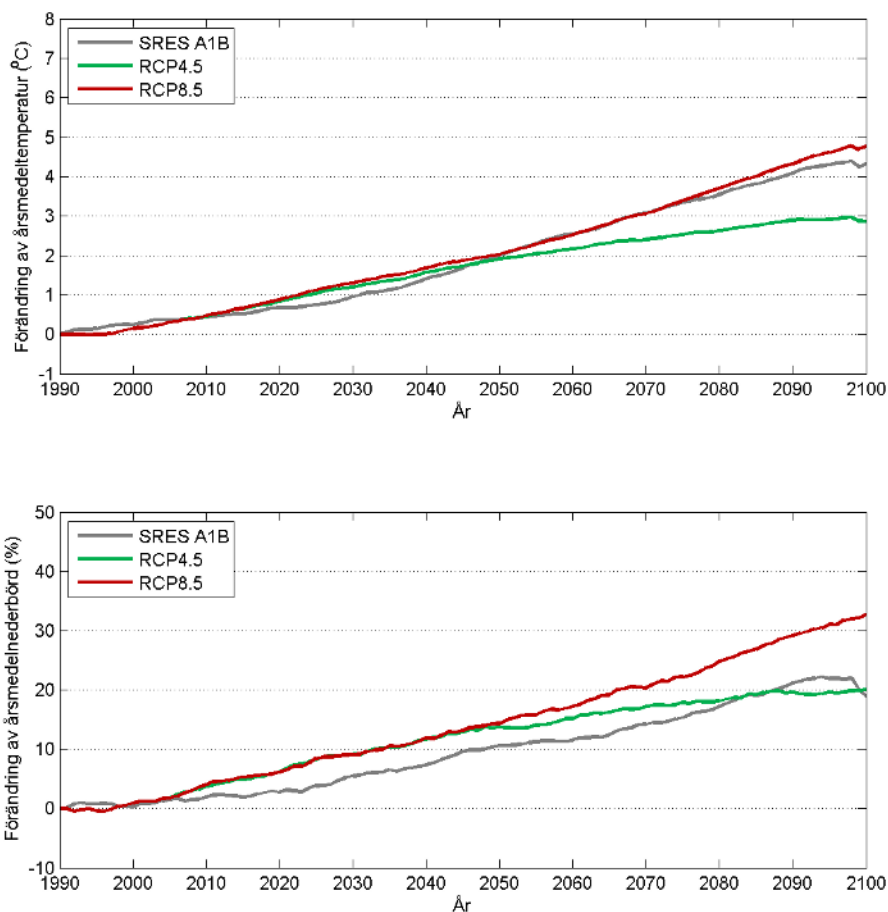 Förändring av årsmedeltemperatur (°C)
8
7
6
5
4
3
2
1
0
-1
SRES A1B
RCP4.5
RCP8.5
1990 2000 2010 2020 2030 2040 2050 2060 2070 2080 2090 2100
År
Förändring av årsmedelnederbörd (%)
50
40
30
20
10
0
-10
SRES A1B
RCP4.5
RCP8.5
1990 2000 2010 2020 2030 2040 2050 2060 2070 2080 2090 2100
År